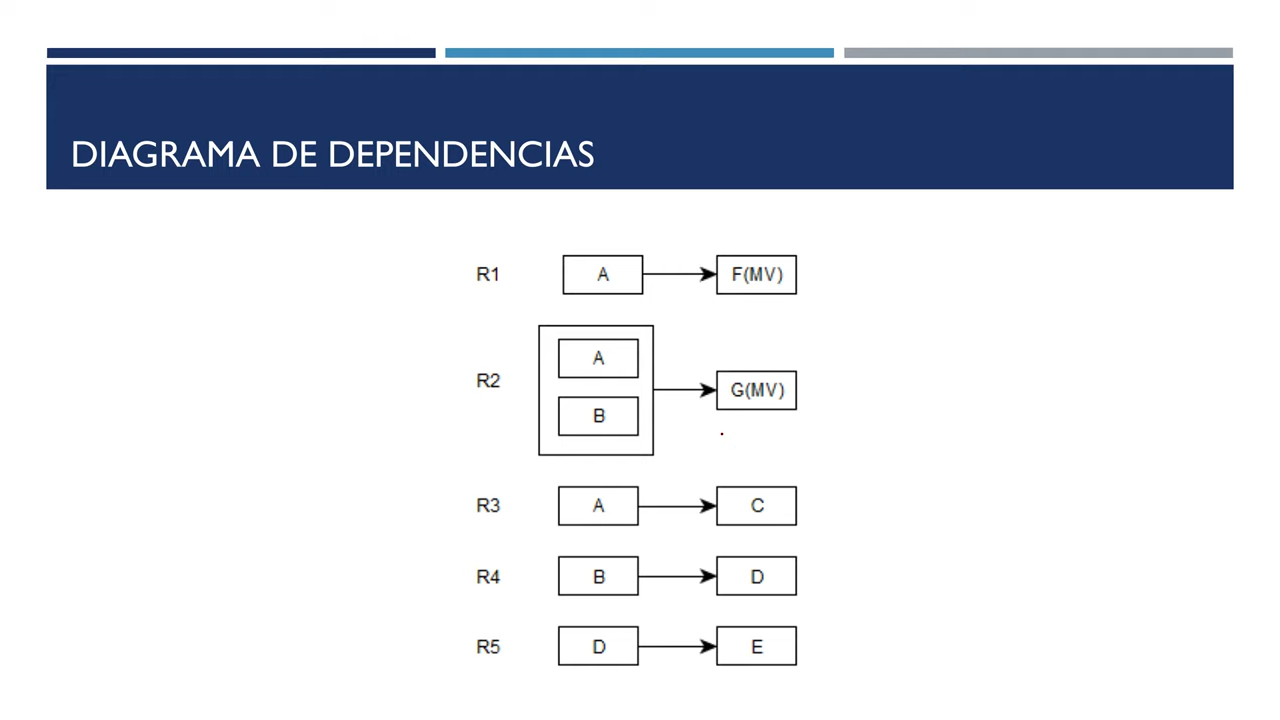 DIAGRAMA DE DEPENDENCIAS
R1 A F(MV)
R2 A B G(MV)
R3 A C
R4 B D
R5 D E